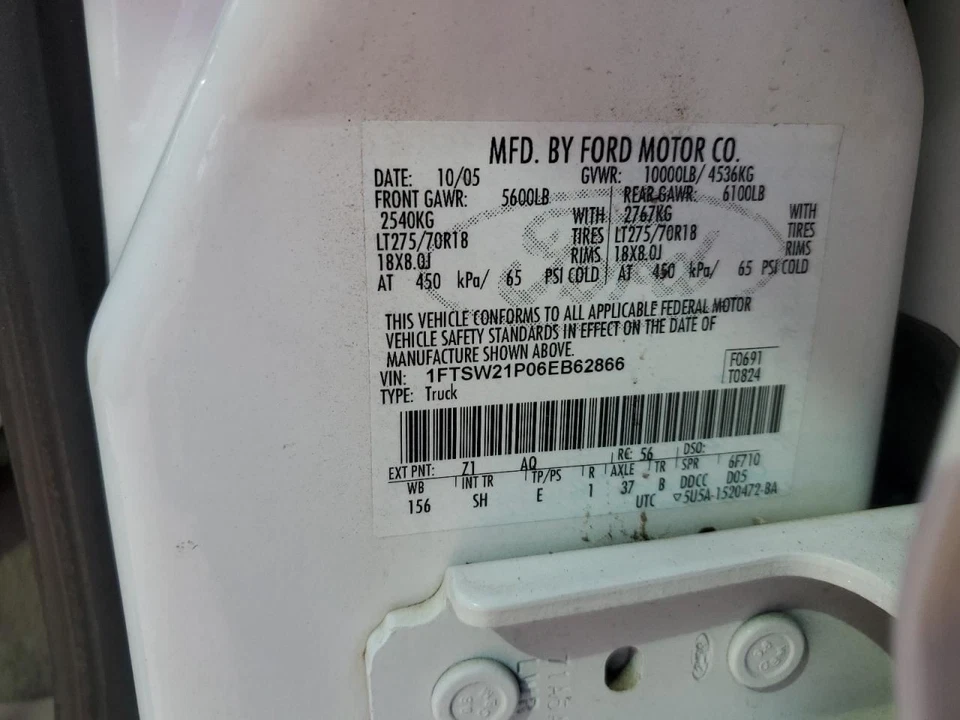 MFD. BY FORD MOTOR CO.
DATE: 10/05 GVWR: 10000LB/ 4536KG
FRONT GAWR: 5600LB REAR GAWR: 6100LB
2540KG WITH 2767KG WITH
LT275/70R18 TIRES LT275/70R18 TIRES
18X8.0J RIMS 18X8.0J RIMS
AT 450 kPa/ 65 PSI COLD AT 450 kPa/ 65 PSI COLD
Ford
THIS VEHICLE CONFORMS TO ALL APPLICABLE FEDERAL MOTOR
VEHICLE SAFETY STANDARDS IN EFFECT ON THE DATE OF
MANUFACTURE SHOWN ABOVE.
VIN: 1FTSW21P06EB62866 F0691
TYPE: Truck T0824
EXT PNT: Z1 AQ RC: 56 DSO:
WB INT TR TP/PS R AXLE TR SPR 6F710
156 SH E 1 37 B DDCC D05
UTC ▽5U5A-1520472-BA